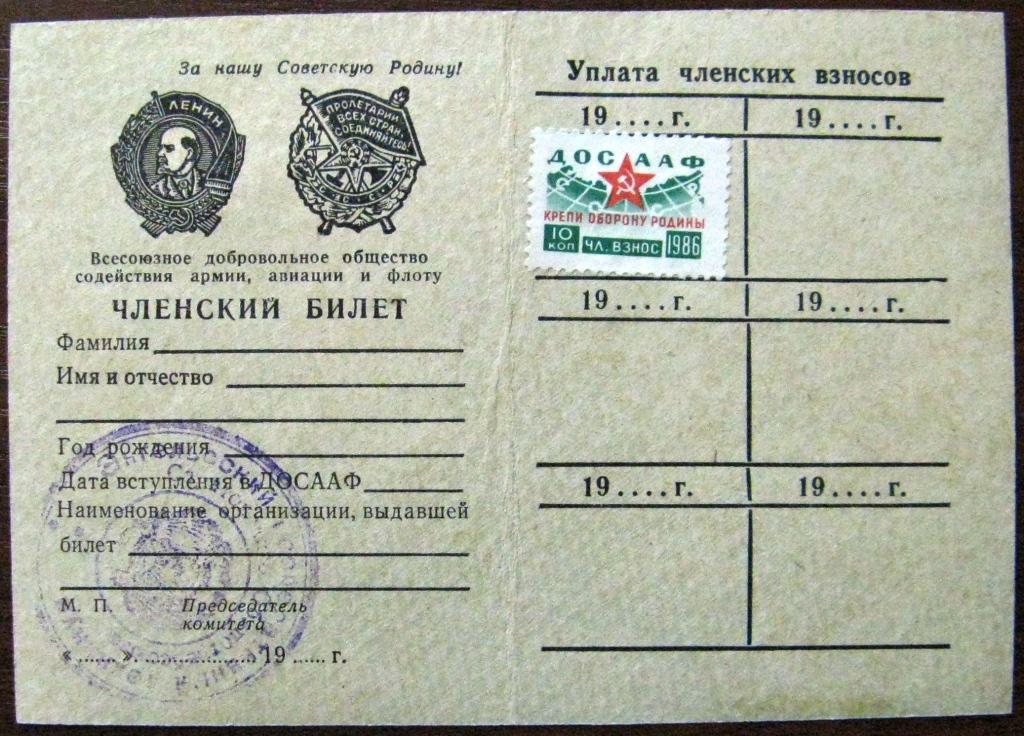 За нашу Советскую Родину!
ЛЕНИН
ПРОЛЕТАРИИ
ВСЕХ СТРАН,
СОЕДИНЯЙТЕСЬ!
Всесоюзное добровольное общество
содействия армии, авиации и флоту
ЧЛЕНСКИЙ БИЛЕТ
Фамилия
Имя и отчество
Год рождения
Дата вступления в ДОСААФ
Наименование организации, выдавшей
билет
М. П. Председатель
комитета
«.......».....................19......г.
Уплата членских взносов
19....г. 19....г.
ДОСААФ
КРЕПИ ОБОРОНУ РОДИНЫ
10 КОП ЧЛ. ВЗНОС 1986
19....г. 19....г.
19....г. 19....г.